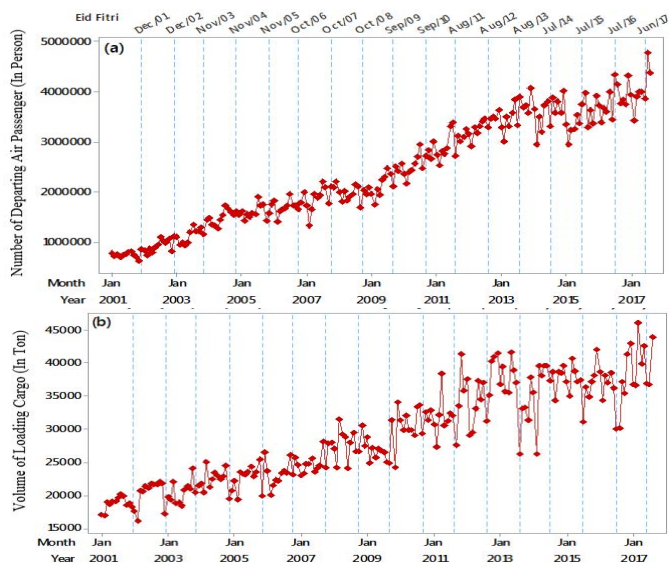 Eid Fitri
Dec/01 Dec/02 Nov/03 Nov/04 Nov/05 Oct/06 Oct/07 Oct/08 Sep/09 Sep/10 Aug/11 Aug/12 Aug/13 Jul/14 Jul/15 Jul/16 Jun/17
(a)
Number of Departing Air Passenger (In Person)
5000000
4000000
3000000
2000000
1000000
Month Jan Jan Jan Jan Jan Jan Jan Jan Jan
Year 2001 2003 2005 2007 2009 2011 2013 2015 2017
(b)
Volume of Loading Cargo (In Ton)
45000
40000
35000
30000
25000
20000
15000
Month Jan Jan Jan Jan Jan Jan Jan Jan Jan
Year 2001 2003 2005 2007 2009 2011 2013 2015 2017